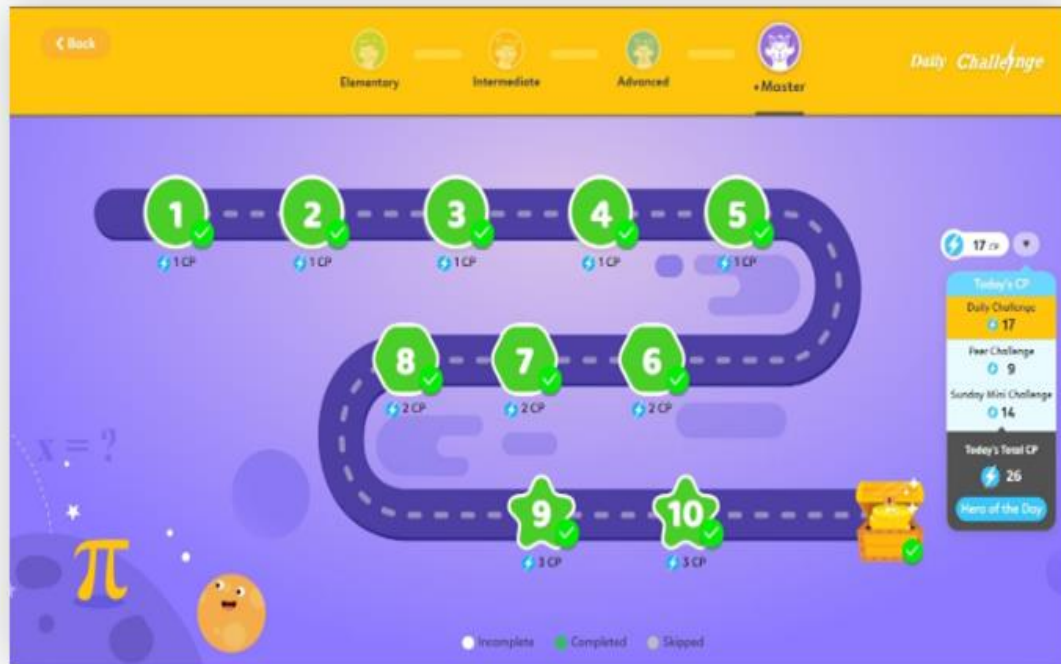 Back
Elementary
Intermediate
Advanced
Master
Daily Challenge
1
2
3
4
5
1 CP
1 CP
1 CP
1 CP
1 CP
17 CP
Today's CP
Daily Challenge
17
Peer Challenge
9
Sunday Mini Challenge
14
Today's Total CP
26
Hero of the Day
8
7
6
2 CP
2 CP
2 CP
x = ?
9
10
3 CP
3 CP
π
Incomplete
Completed
Skipped